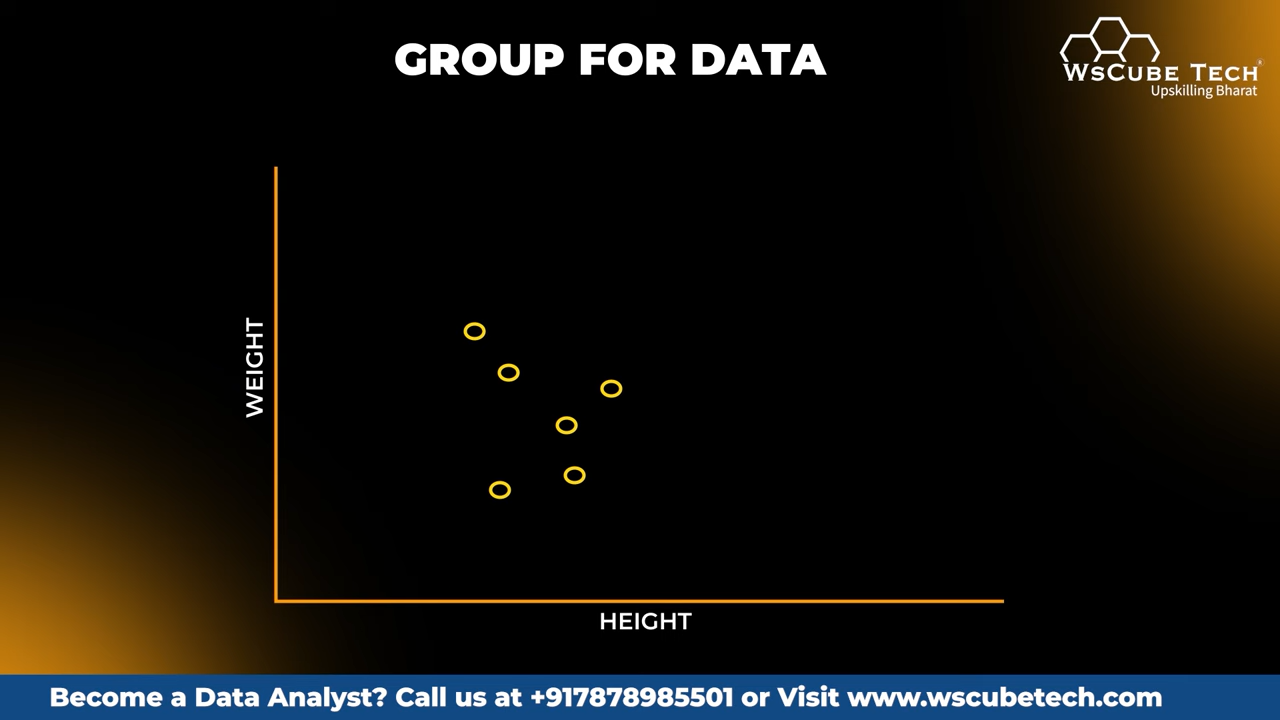 GROUP FOR DATA
WsCube Tech®
Upskilling Bharat
WEIGHT
HEIGHT
Become a Data Analyst? Call us at +917878985501 or Visit www.wscubetech.com